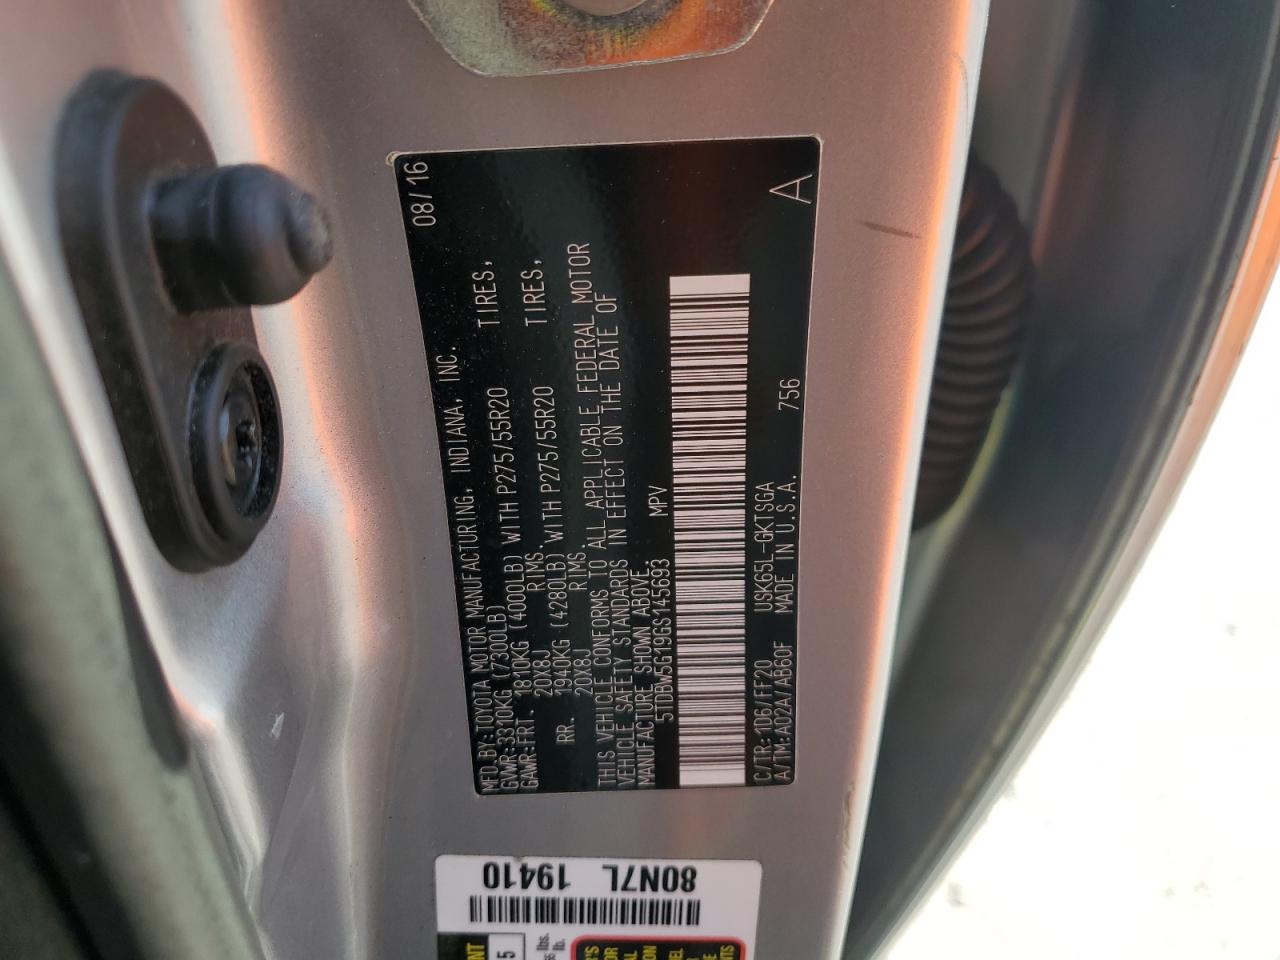 MFD.BY:TOYOTA MOTOR MANUFACTURING, INDIANA, INC. 08/16
GVWR:3310KG (7300LB)
GAWR:FRT. 1810KG (4000LB) WITH P275/55R20 TIRES,
20X8J RIMS.
RR. 1940KG (4280LB) WITH P275/55R20 TIRES,
20X8J RIMS.
THIS VEHICLE CONFORMS TO ALL APPLICABLE FEDERAL MOTOR
VEHICLE SAFETY STANDARDS IN EFFECT ON THE DATE OF
MANUFACTURE SHOWN ABOVE.
5TDBW5G19GS145693 MPV
C/TR:1D6/FF20 USK65L-GKTSGA 756 A
A/TM:A02A/AB60F MADE IN U.S.A.
80N7L 19410